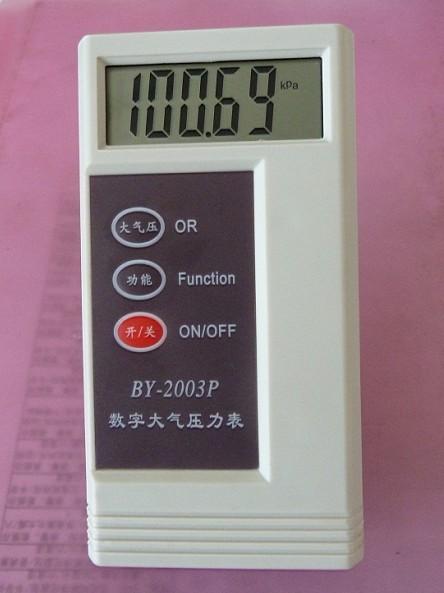 100.69 kPa
大气压 OR
功能 Function
开/关 ON/OFF
BY-2003P
数字大气压力表